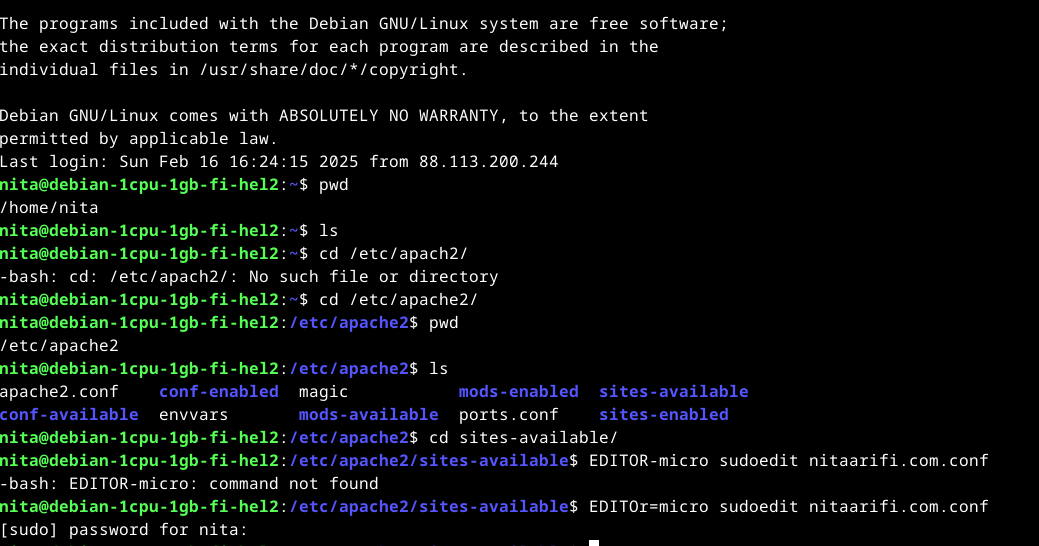 The programs included with the Debian GNU/Linux system are free software;
the exact distribution terms for each program are described in the
individual files in /usr/share/doc/*/copyright.
Debian GNU/Linux comes with ABSOLUTELY NO WARRANTY, to the extent
permitted by applicable law.
Last login: Sun Feb 16 16:24:15 2025 from 88.113.200.244
nita@debian-1cpu-1gb-fi-hel2:~$ pwd
/home/nita
nita@debian-1cpu-1gb-fi-hel2:~$ ls
nita@debian-1cpu-1gb-fi-hel2:~$ cd /etc/apach2/
-bash: cd: /etc/apach2/: No such file or directory
nita@debian-1cpu-1gb-fi-hel2:~$ cd /etc/apache2/
nita@debian-1cpu-1gb-fi-hel2:/etc/apache2$ pwd
/etc/apache2
nita@debian-1cpu-1gb-fi-hel2:/etc/apache2$ ls
apache2.conf    conf-enabled  magic           mods-enabled  sites-available
conf-available  envvars       mods-available  ports.conf    sites-enabled
nita@debian-1cpu-1gb-fi-hel2:/etc/apache2$ cd sites-available/
nita@debian-1cpu-1gb-fi-hel2:/etc/apache2/sites-available$ EDITOR-micro sudoedit nitaarifi.com.conf
-bash: EDITOR-micro: command not found
nita@debian-1cpu-1gb-fi-hel2:/etc/apache2/sites-available$ EDITOr=micro sudoedit nitaarifi.com.conf
[sudo] password for nita: